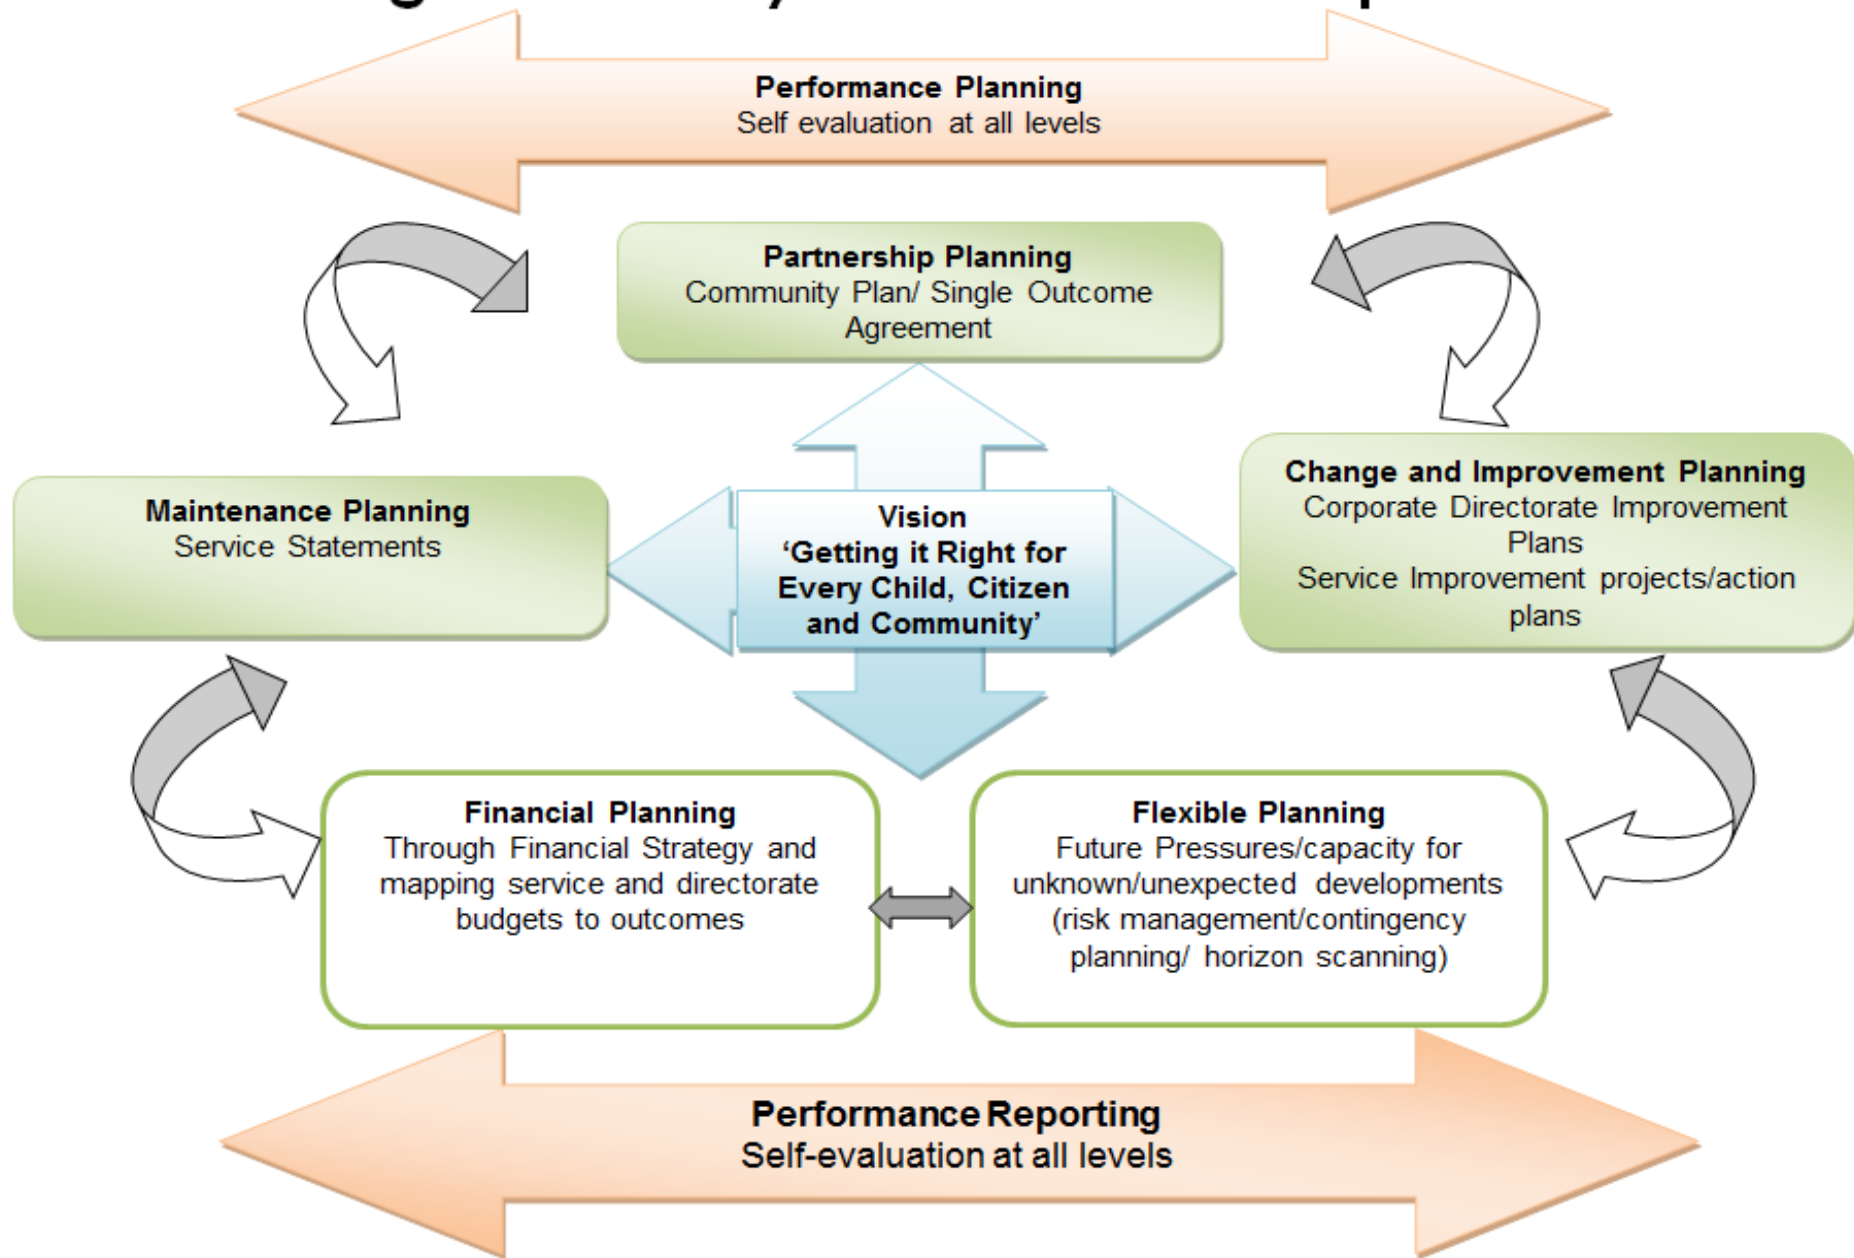 Performance Planning
Self evaluation at all levels
Partnership Planning
Community Plan/ Single Outcome
Agreement
Maintenance Planning
Service Statements
Vision
‘Getting it Right for
Every Child, Citizen
and Community’
Change and Improvement Planning
Corporate Directorate Improvement
Plans
Service Improvement projects/action
plans
Financial Planning
Through Financial Strategy and
mapping service and directorate
budgets to outcomes
Flexible Planning
Future Pressures/capacity for
unknown/unexpected developments
(risk management/contingency
planning/ horizon scanning)
Performance Reporting
Self-evaluation at all levels